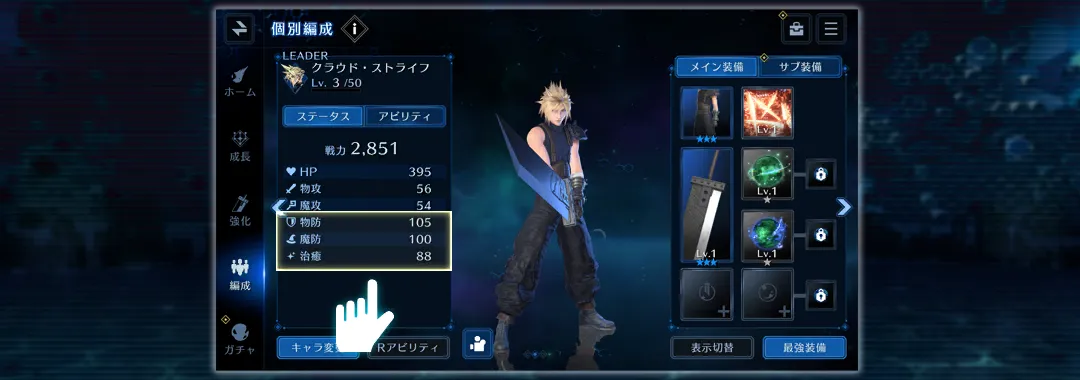 個別編成
i
LEADER
クラウド・ストライフ
Lv. 3 /50
ステータス
アビリティ
戦力 2,851
HP 395
物攻 56
魔攻 54
物防 105
魔防 100
治癒 88
キャラ変
Rアビリティ
ホーム
成長
強化
編成
ガチャ
メイン装備
サブ装備
Lv.1
Lv.1
Lv.1
Lv.1
表示切替
最強装備